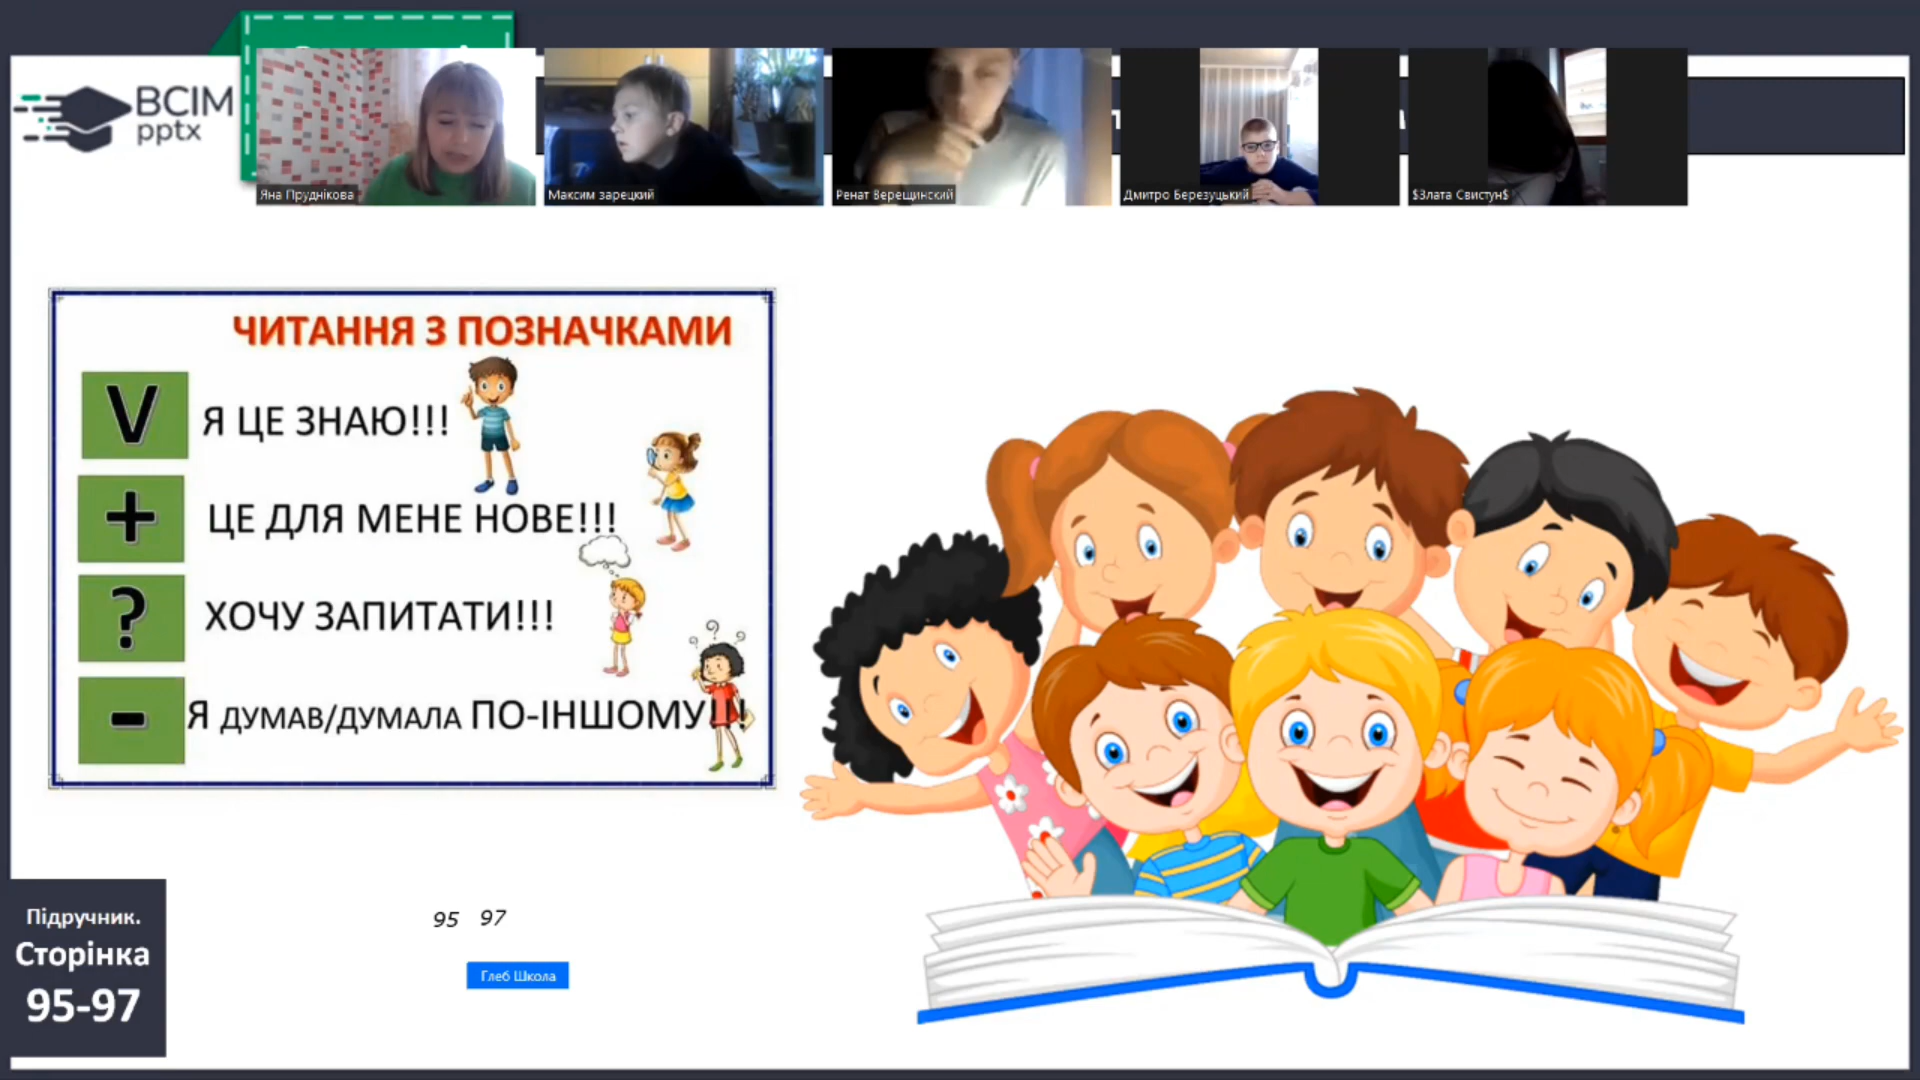 ВСІМ
pptx
Яна Пруднікова
Максим зарецкий
Ренат Верещинский
Дмитро Березуцький
$Злата Свистун$
ЧИТАННЯ З ПОЗНАЧКАМИ
V Я ЦЕ ЗНАЮ!!!
+ ЦЕ ДЛЯ МЕНЕ НОВЕ!!!
? ХОЧУ ЗАПИТАТИ!!!
- Я ДУМАВ/ДУМАЛА ПО-ІНШОМУ!!!
Підручник.
Сторінка
95-97
95 97
Глеб Школа